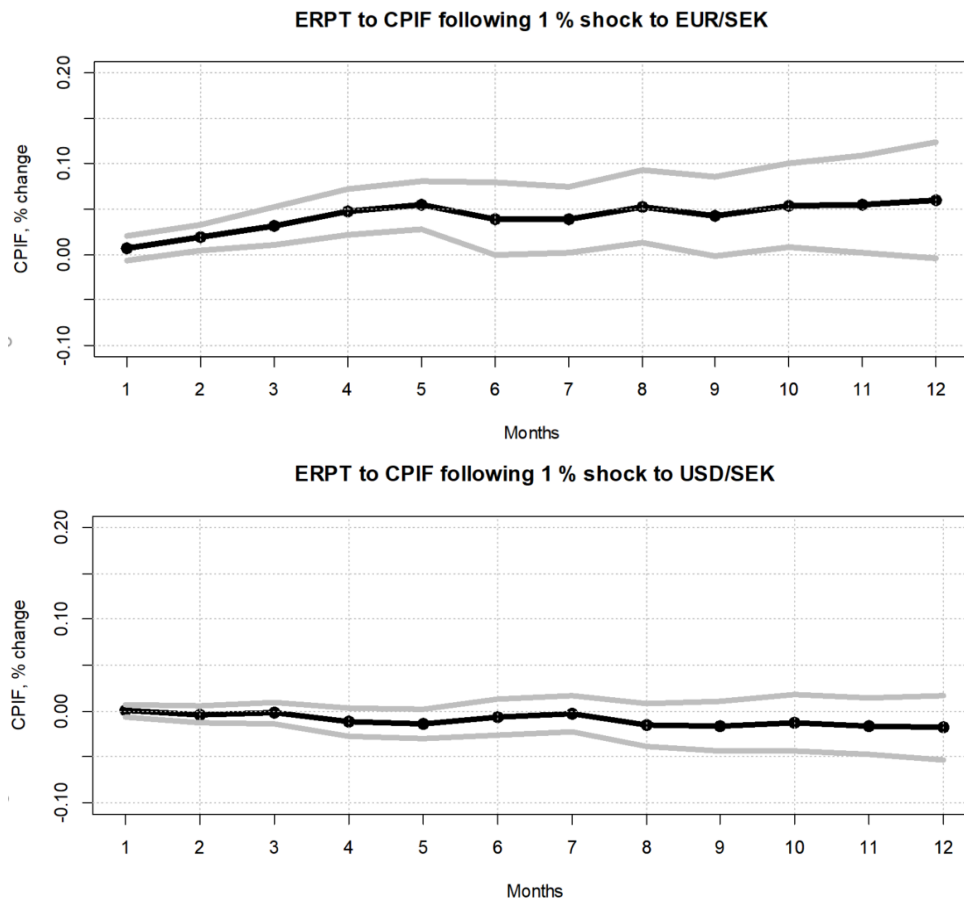 ERPT to CPIF following 1 % shock to EUR/SEK
CPIF, % change
0.20
0.10
0.00
-0.10
1 2 3 4 5 6 7 8 9 10 11 12
Months
ERPT to CPIF following 1 % shock to USD/SEK
CPIF, % change
0.20
0.10
0.00
-0.10
1 2 3 4 5 6 7 8 9 10 11 12
Months